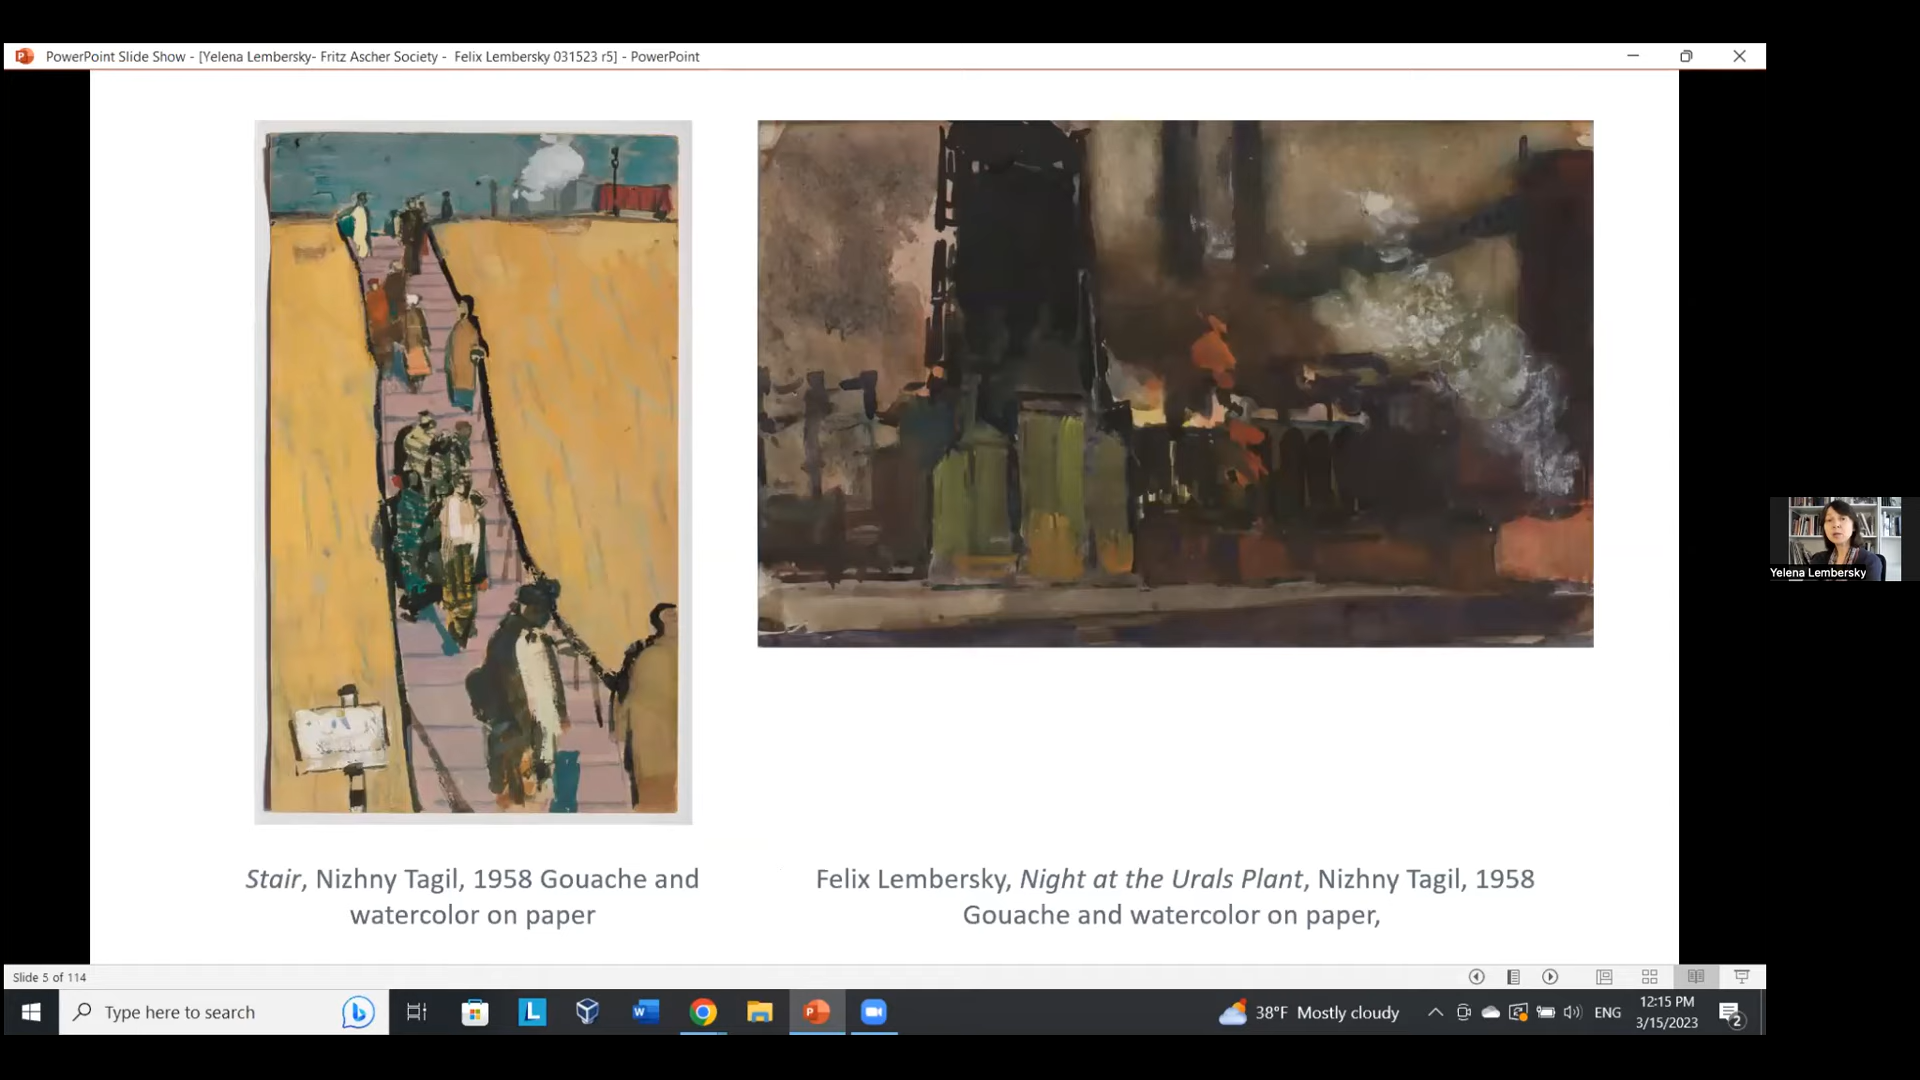 PowerPoint Slide Show - [Yelena Lembersky- Fritz Ascher Society - Felix Lembersky 031523 r5] - PowerPoint
Stair, Nizhny Tagil, 1958 Gouache and
watercolor on paper
Felix Lembersky, Night at the Urals Plant, Nizhny Tagil, 1958
Gouache and watercolor on paper,
Yelena Lembersky
Slide 5 of 114
Type here to search
38°F Mostly cloudy
ENG
12:15 PM
3/15/2023
2